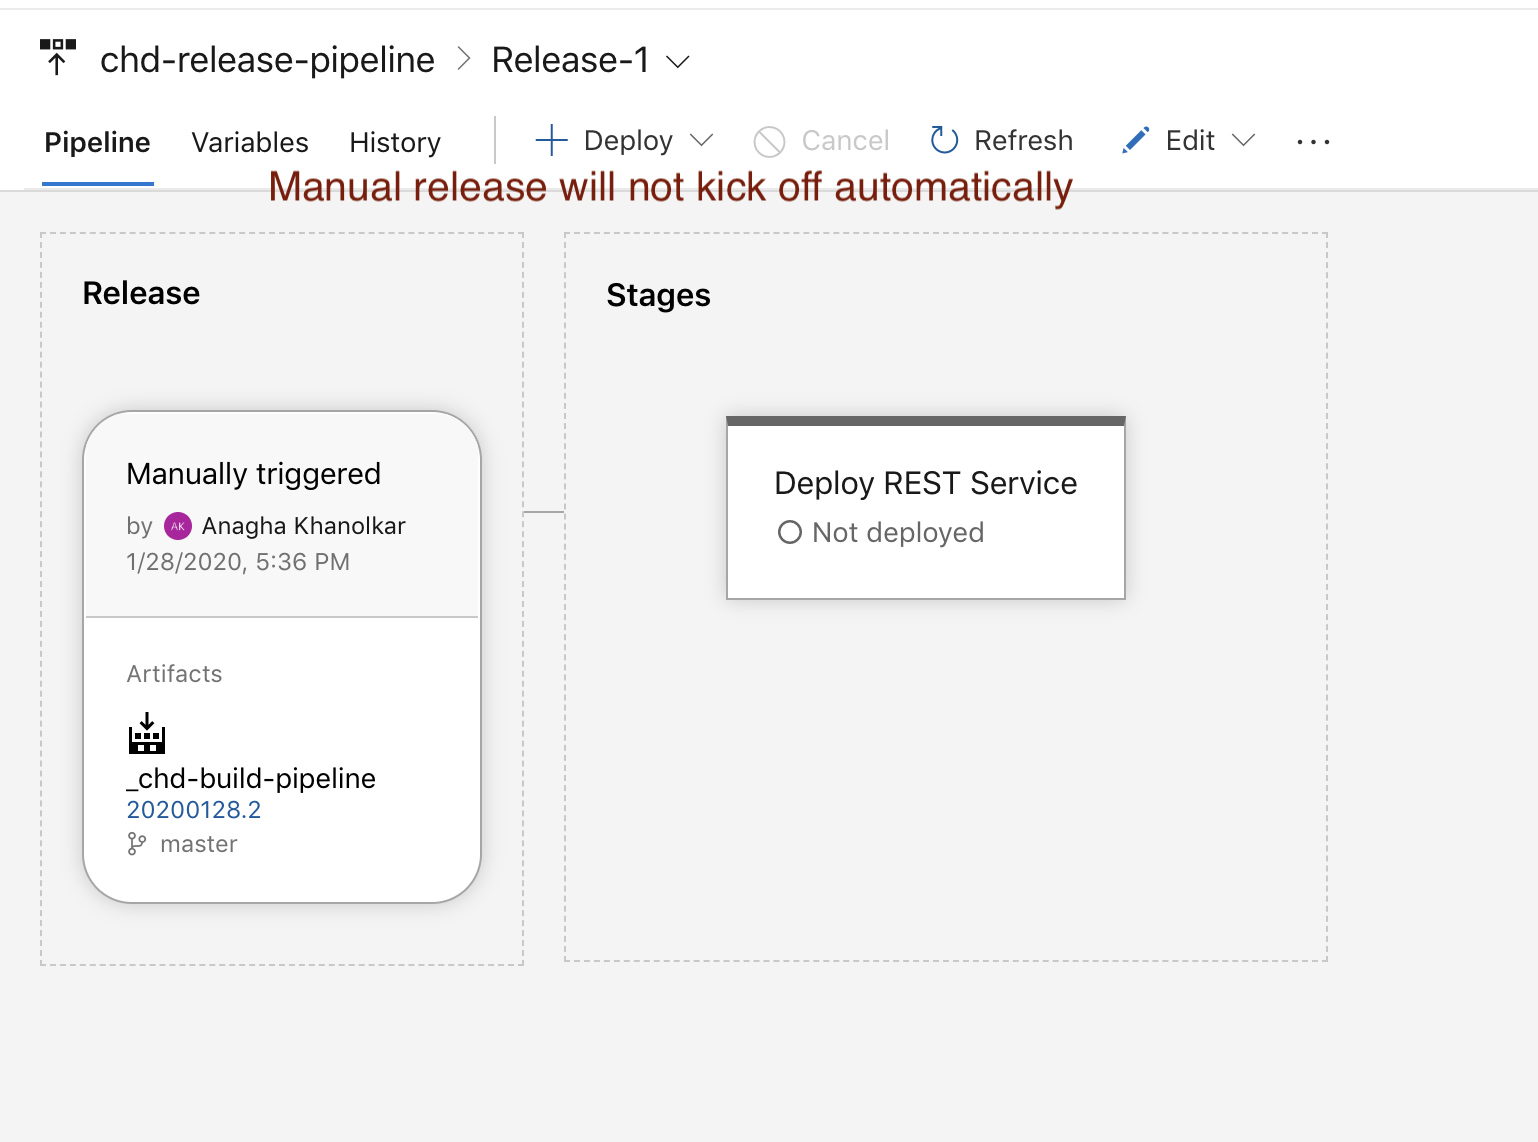 chd-release-pipeline > Release-1
Pipeline Variables History Deploy Cancel Refresh Edit ...
Manual release will not kick off automatically
Release
Manually triggered
by AK Anagha Khanolkar
1/28/2020, 5:36 PM
Artifacts
_chd-build-pipeline
20200128.2
master
Stages
Deploy REST Service
Not deployed